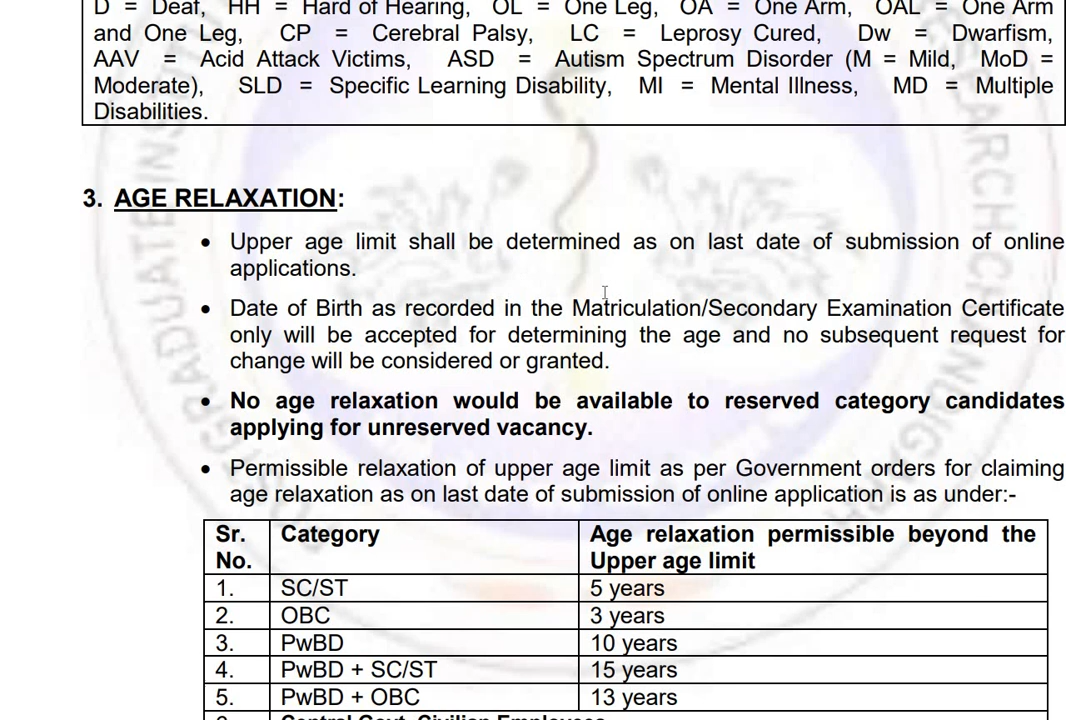 D = Deaf, HH = Hard of Hearing, OL = One Leg, OA = One Arm, OAL = One Arm
and One Leg, CP = Cerebral Palsy, LC = Leprosy Cured, Dw = Dwarfism,
AAV = Acid Attack Victims, ASD = Autism Spectrum Disorder (M = Mild, MoD =
Moderate), SLD = Specific Learning Disability, MI = Mental Illness, MD = Multiple
Disabilities.
3. AGE RELAXATION:
• Upper age limit shall be determined as on last date of submission of online
applications.
• Date of Birth as recorded in the Matriculation/Secondary Examination Certificate
only will be accepted for determining the age and no subsequent request for
change will be considered or granted.
• No age relaxation would be available to reserved category candidates
applying for unreserved vacancy.
• Permissible relaxation of upper age limit as per Government orders for claiming
age relaxation as on last date of submission of online application is as under:-
Sr. No. Category Age relaxation permissible beyond the Upper age limit
1. SC/ST 5 years
2. OBC 3 years
3. PwBD 10 years
4. PwBD + SC/ST 15 years
5. PwBD + OBC 13 years
Central Govt. Civilian Employees